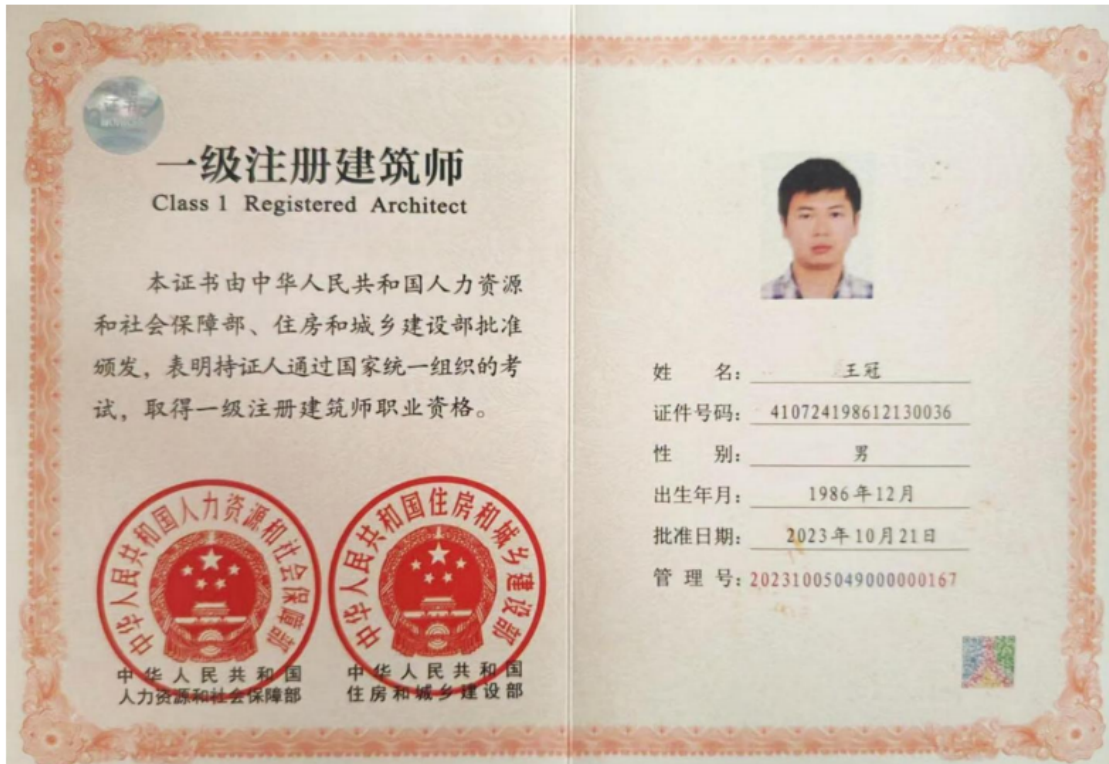 一级注册建筑师
Class 1 Registered Architect
本证书由中华人民共和国人力资源
和社会保障部、住房和城乡建设部批准
颁发，表明持证人通过国家统一组织的考
试，取得一级注册建筑师职业资格。
中华人民共和国人力资源和社会保障部
中华人民共和国住房和城乡建设部
中华人民共和国
人力资源和社会保障部
中华人民共和国
住房和城乡建设部
姓 名：王冠
证件号码：410724198612130036
性 别：男
出生年月：1986年12月
批准日期：2023年10月21日
管 理 号：20231005049000000167